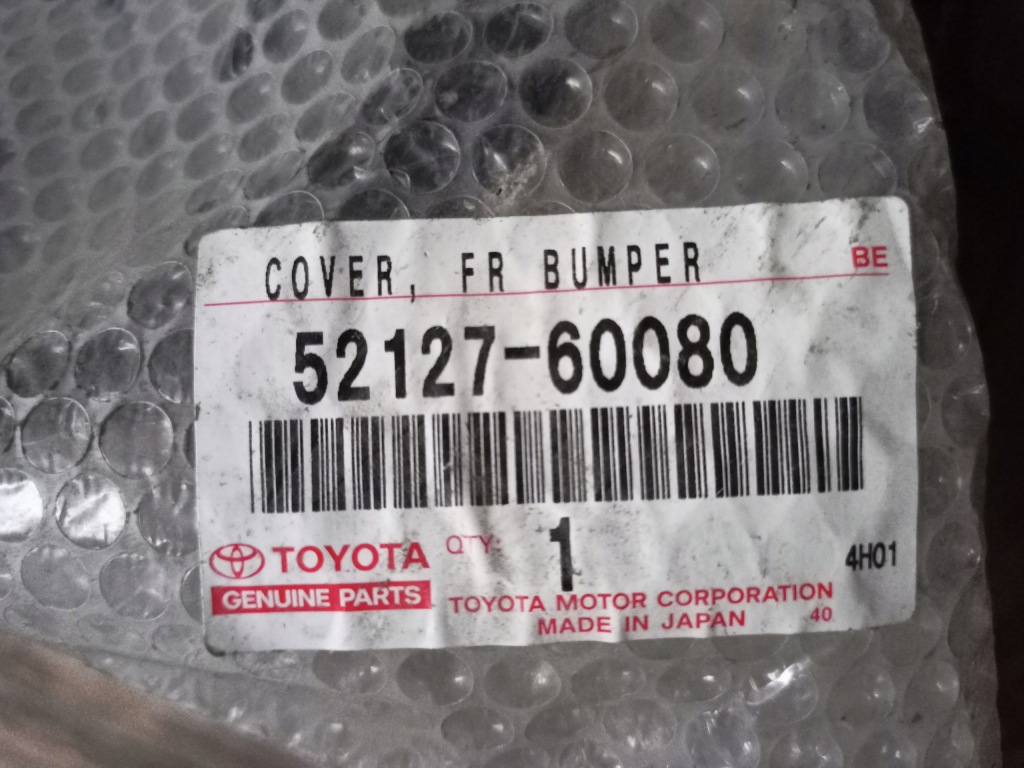 COVER, FR BUMPER BE
52127-60080
TOYOTA QTY: 1 4H01
GENUINE PARTS
TOYOTA MOTOR CORPORATION
MADE IN JAPAN 40